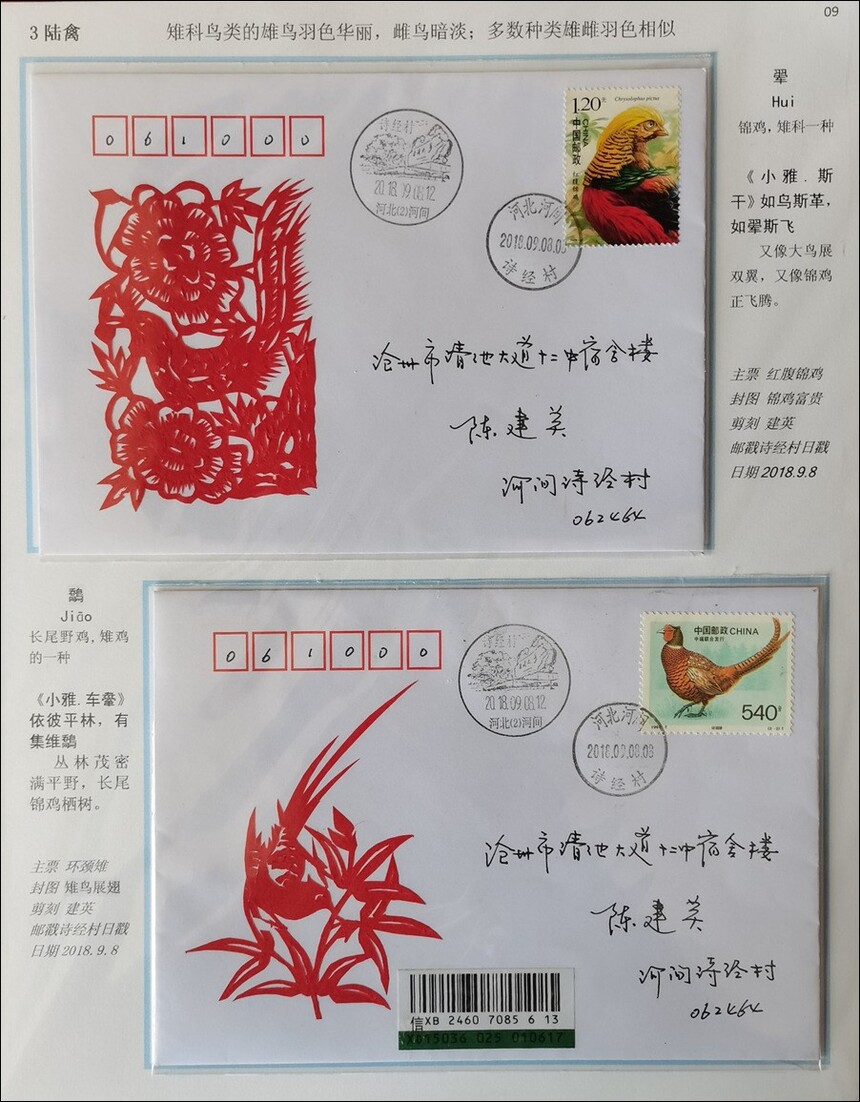 09
3 陆禽
雉科鸟类的雄鸟羽色华丽，雌鸟暗淡；多数种类雄雌羽色相似
翚
Hui
锦鸡，雉科一种
《小雅．斯
干》如鸟斯革，
如翚斯飞
又像大鸟展
双翼，又像锦鸡
正飞腾。
主票 红腹锦鸡
封图 锦鸡富贵
剪刻 建英
邮戳诗经村日戳
日期 2018.9.8
061000
诗经村
2018.09.08.12
河北(2)河间
河北河间
2018.09.08.08
诗经村
1.20元
Chrysolophus pictus
中国邮政
CHINA
红腹锦鸡
沧州市清池大道十二中宿舍楼
陈建英
河间诗经村
062464
鷮
Jiāo
长尾野鸡，雉鸡
的一种
《小雅．车舝》
依彼平林，有
集维鷮
丛林茂密
满平野，长尾
锦鸡栖树。
主票 环颈雉
封图 雉鸟展翅
剪刻 建英
邮戳诗经村日戳
日期 2018.9.8
061000
诗经村
2018.09.08.12
河北(2)河间
河北河间
2018.09.08.08
诗经村
中国邮政 CHINA
中瑞联合发行
540分
沧州市清池大道十二中宿舍楼
陈建英
河间诗经村
062464
信XB 2460 7085 6 13
XD15036 025 010617